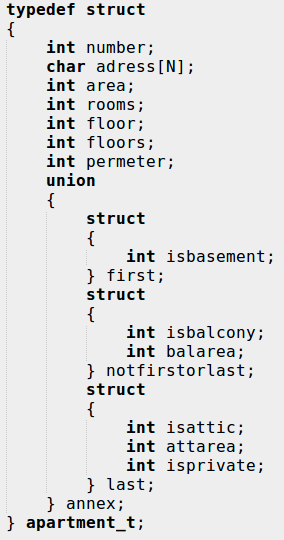 typedef struct
{
    int number;
    char adress[N];
    int area;
    int rooms;
    int floor;
    int floors;
    int permeter;
    union
    {
        struct
        {
            int isbasement;
        } first;
        struct
        {
            int isbalcony;
            int balarea;
        } notfirstorlast;
        struct
        {
            int isattic;
            int attarea;
            int isprivate;
        } last;
    } annex;
} apartment_t;